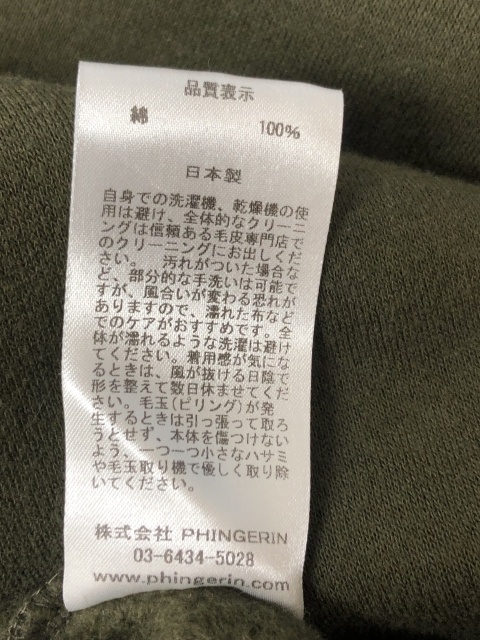 品質表示
綿 100%
日本製
自身での洗濯機、乾燥機の使
用は避け、全体的なクリーニ
ングは信頼ある毛皮専門店で
のクリーニングにお出しくだ
さい。 汚れがついた場合な
ど、部分的な手洗いは可能で
すが、風合いが変わる恐れが
ありますので、濡れた布など
でのケアがおすすめです。全
体が濡れるような洗濯は避け
てください。着用感が気にな
るときは、風が抜ける日陰で
形を整えて数日休ませてくだ
さい。毛玉(ピリング)が発
生するときは引っ張って取ろ
うとせず、本体を傷つけない
よう、一つ一つ小さなハサミ
や毛玉取り機で優しく取り除
いてください。
株式会社 PHINGERIN
03-6434-5028
www.phingerin.com